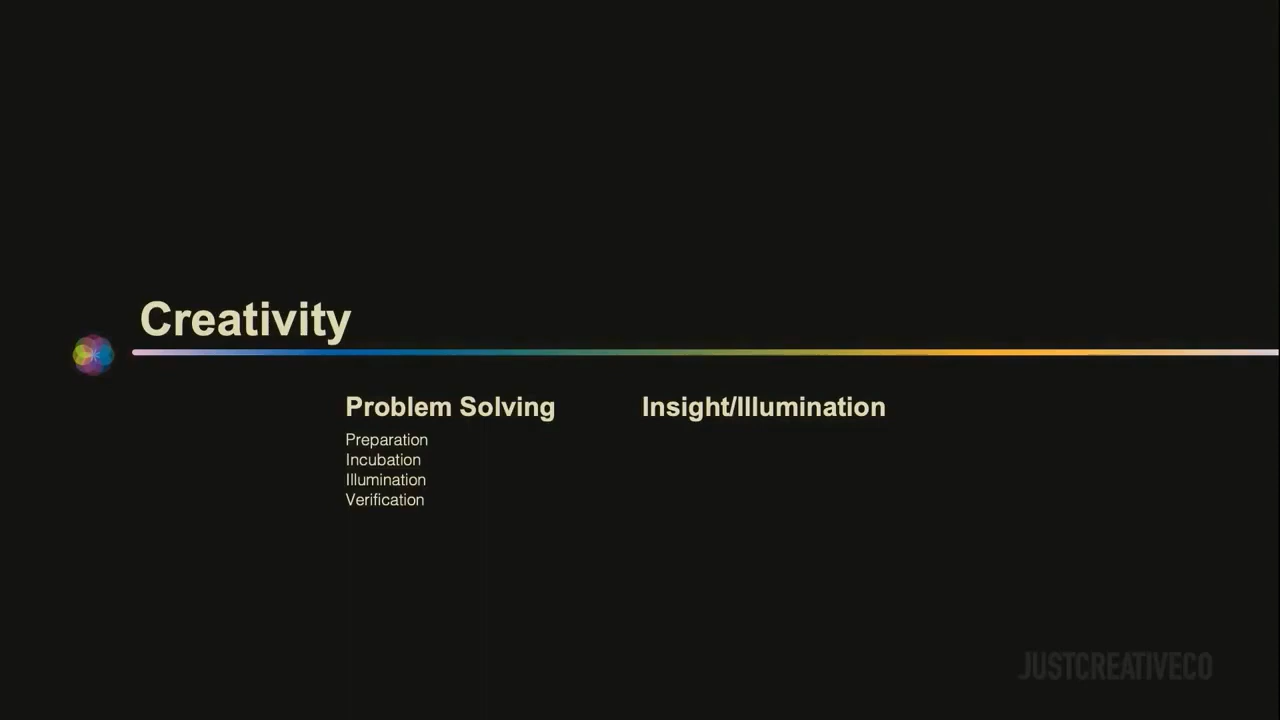 Creativity
Problem Solving
Insight/Illumination
Preparation
Incubation
Illumination
Verification
JUSTCREATIVECO